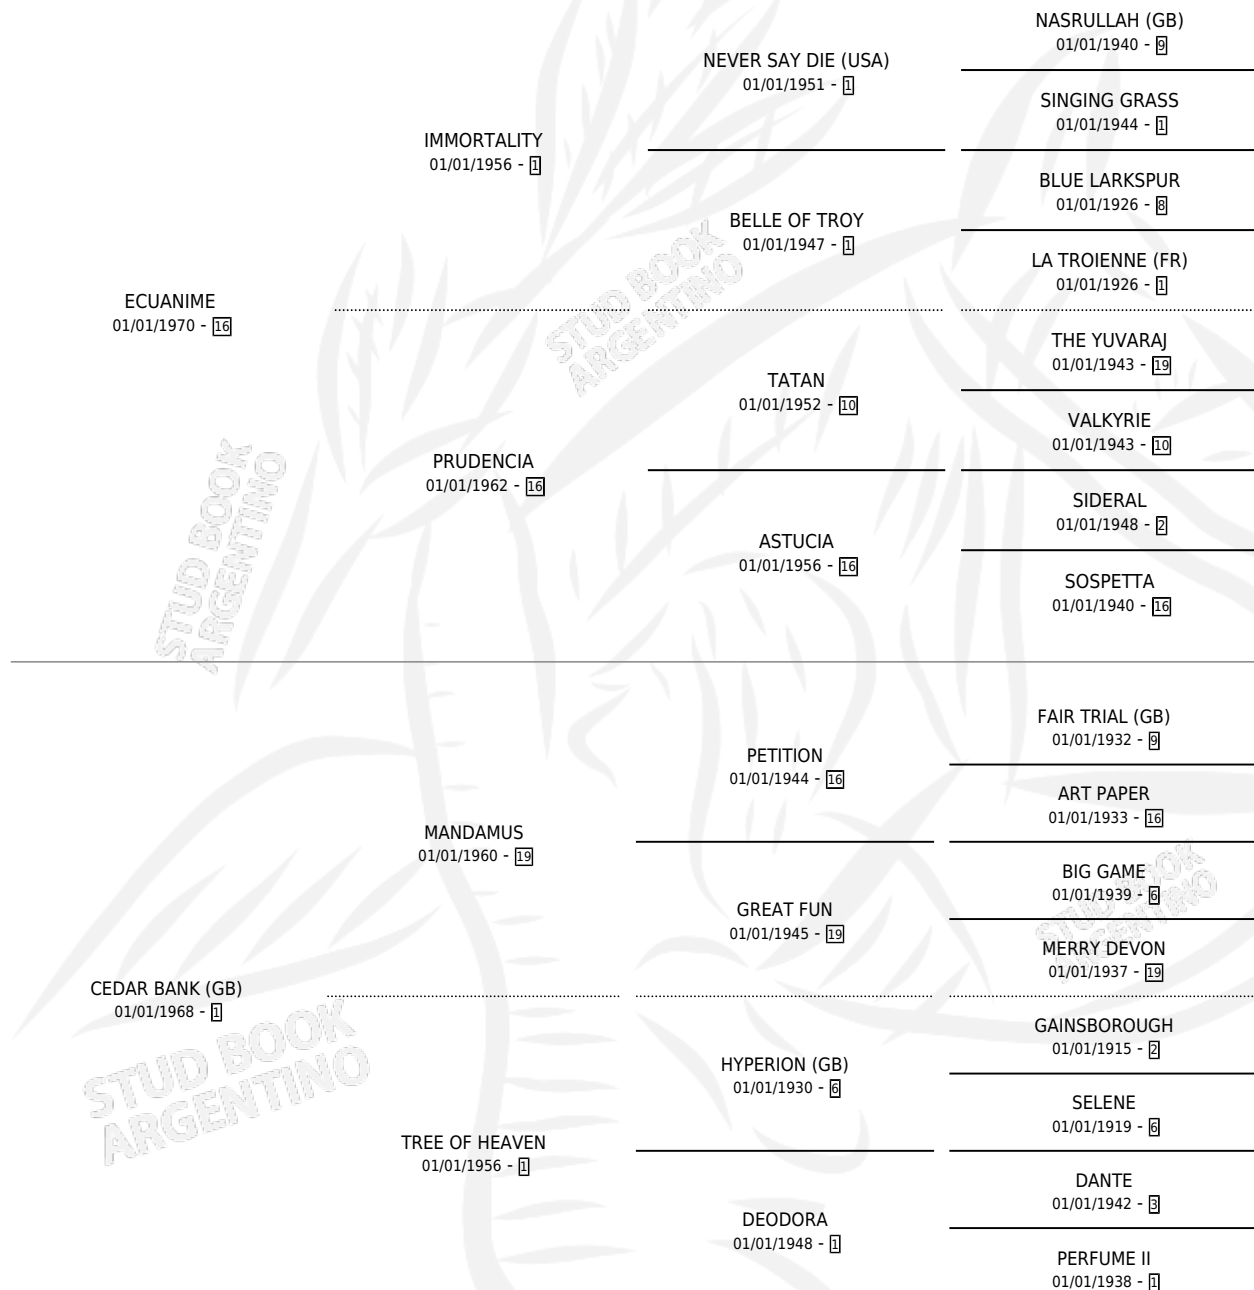 NASRULLAH (GB)
01/01/1940 - 9
NEVER SAY DIE (USA)
01/01/1951 - 1
SINGING GRASS
01/01/1944 - 1
IMMORTALITY
01/01/1956 - 1
BLUE LARKSPUR
01/01/1926 - 8
BELLE OF TROY
01/01/1947 - 1
LA TROIENNE (FR)
01/01/1926 - 1
ECUANIME
01/01/1970 - 16
THE YUVARAJ
01/01/1943 - 19
TATAN
01/01/1952 - 10
VALKYRIE
01/01/1943 - 10
PRUDENCIA
01/01/1962 - 16
SIDERAL
01/01/1948 - 2
ASTUCIA
01/01/1956 - 16
SOSPETTA
01/01/1940 - 16
FAIR TRIAL (GB)
01/01/1932 - 9
PETITION
01/01/1944 - 16
ART PAPER
01/01/1933 - 16
MANDAMUS
01/01/1960 - 19
BIG GAME
01/01/1939 - 6
GREAT FUN
01/01/1945 - 19
MERRY DEVON
01/01/1937 - 19
CEDAR BANK (GB)
01/01/1968 - 1
GAINSBOROUGH
01/01/1915 - 2
HYPERION (GB)
01/01/1930 - 6
SELENE
01/01/1919 - 6
TREE OF HEAVEN
01/01/1956 - 1
DANTE
01/01/1942 - 3
DEODORA
01/01/1948 - 1
PERFUME II
01/01/1938 - 1
STUD BOOK
ARGENTINO
STUD BOOK
ARGENTINO
STUD BOOK
ARGENTINO
STUD BOOK
ARGENTINO